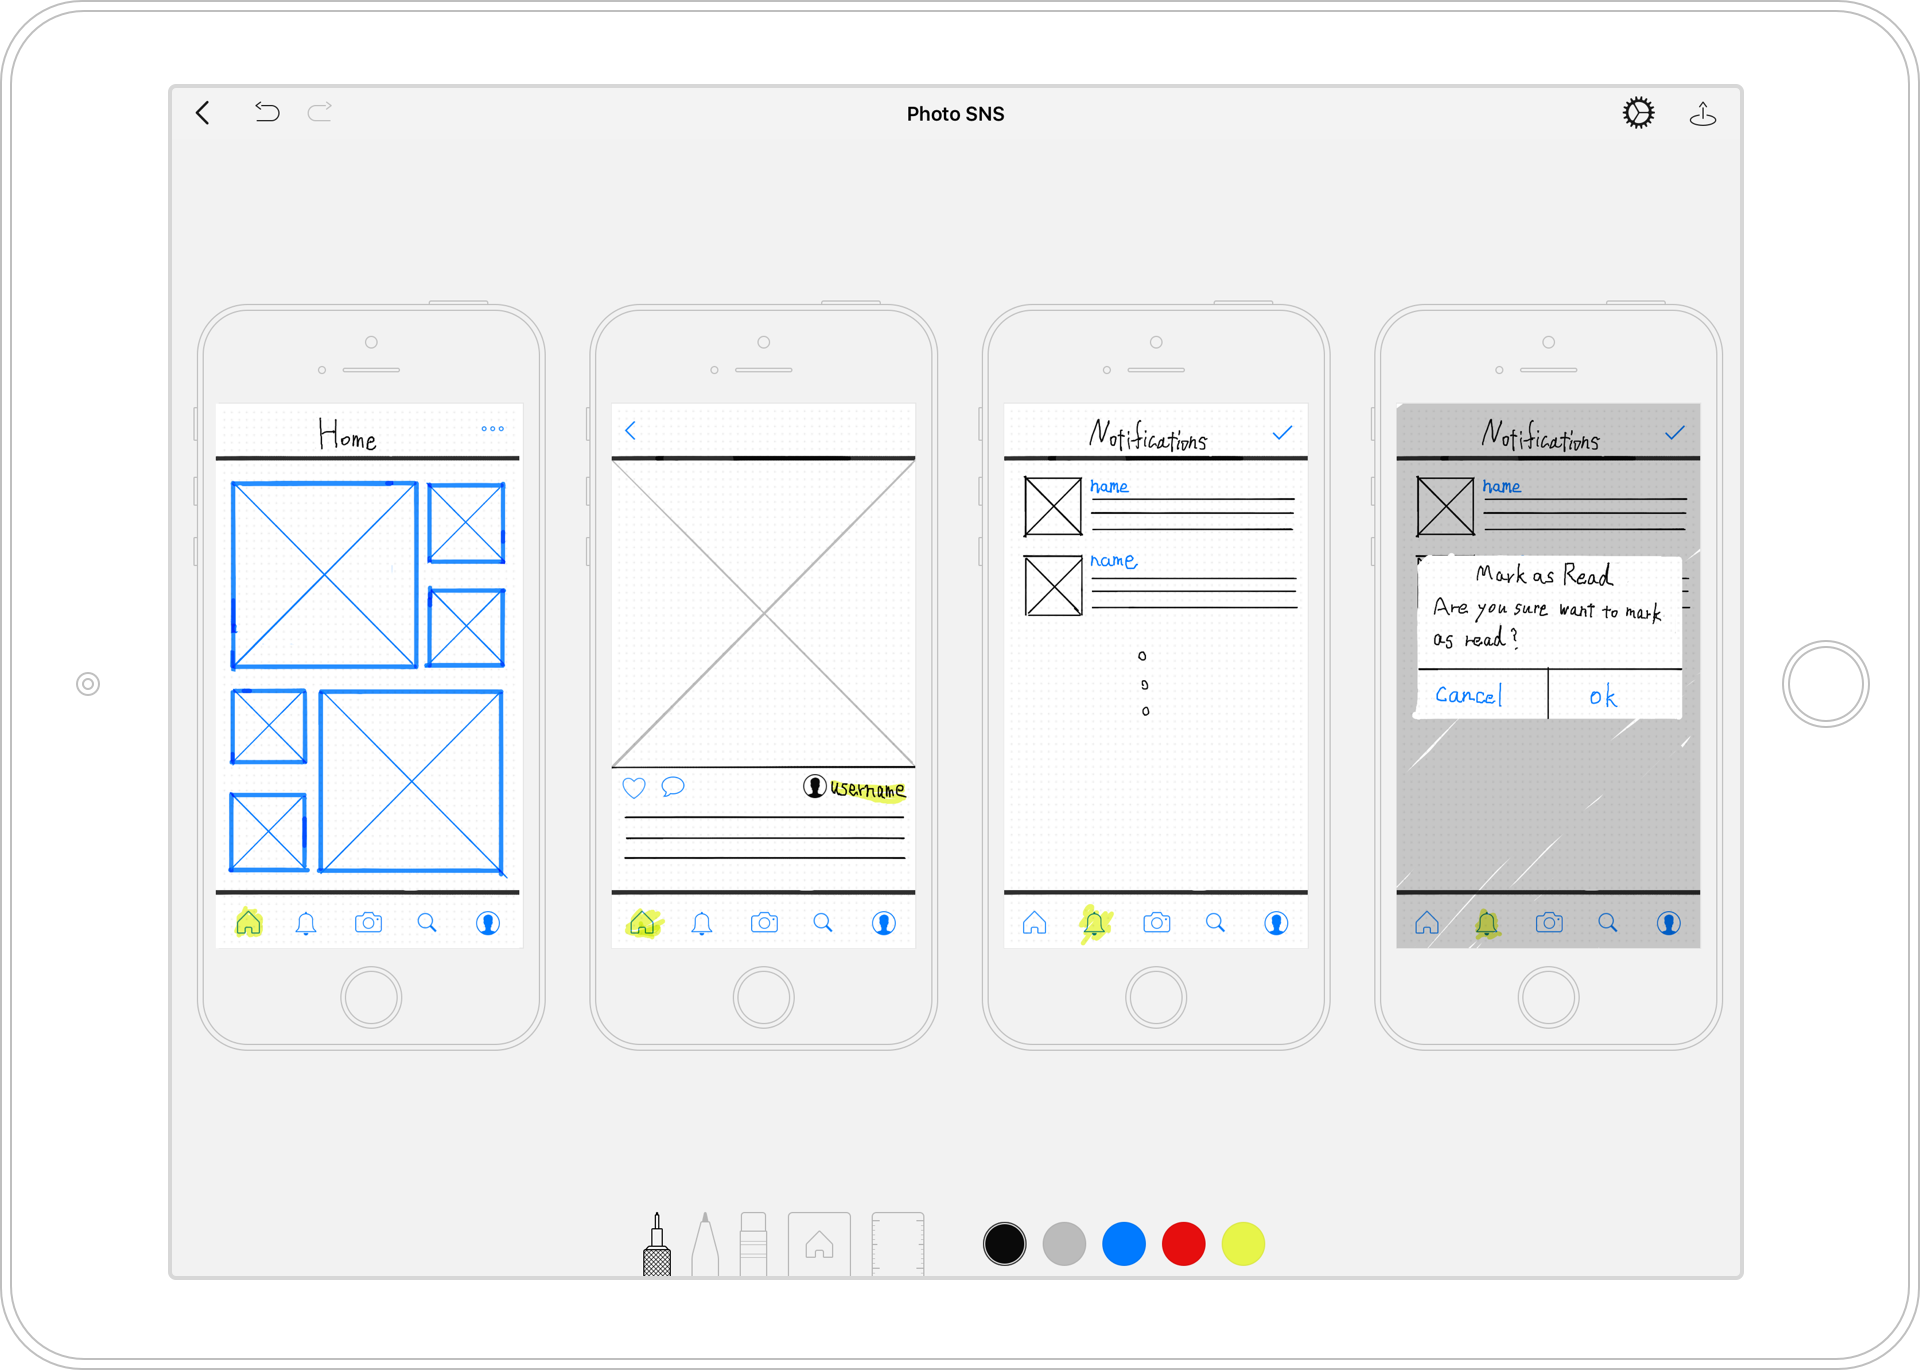 Photo SNS
Home
username
Notifications
name
name
Notifications
name
Mark as Read
Are you sure want to mark
as read?
Cancel
ok